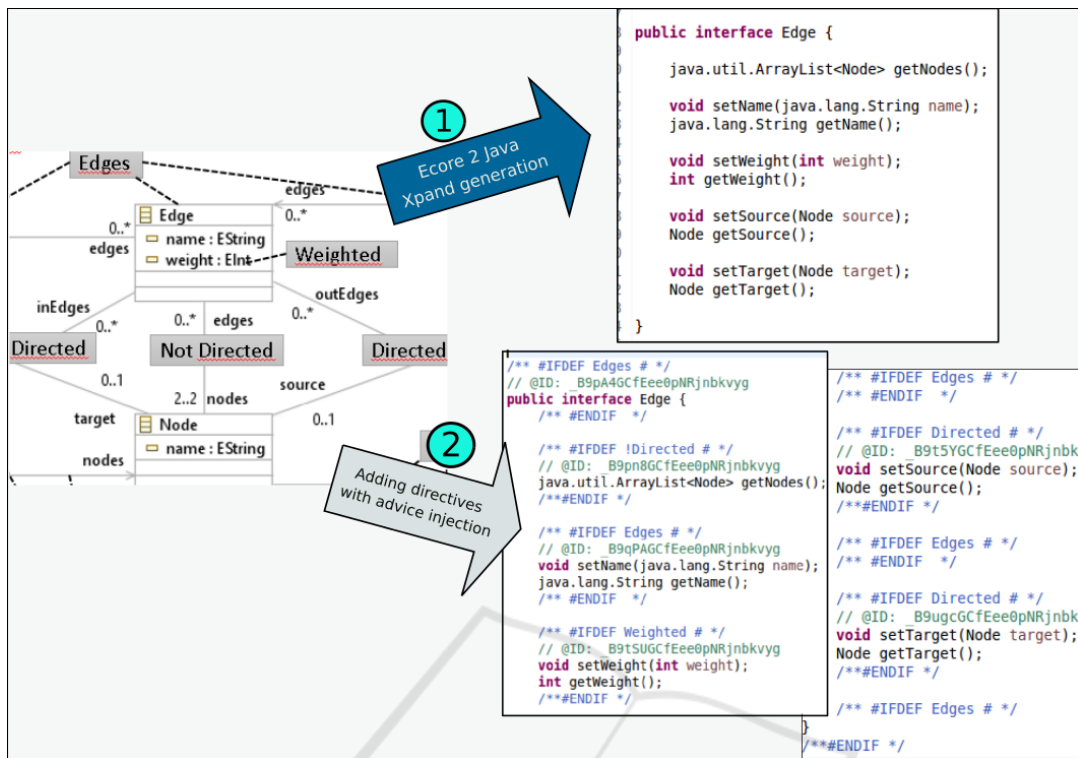 Edges
edges
0..*
Edge
0..*
name : EString
edges
weight : EInt
Weighted
inEdges
outEdges
0..*
0..*
edges
0..*
Directed
Not Directed
Directed
0..1
source
2..2
nodes
0..1
target
Node
name : EString
nodes
1
Ecore 2 Java
Xpand generation
public interface Edge {
java.util.ArrayList<Node> getNodes();
void setName(java.lang.String name);
java.lang.String getName();
void setWeight(int weight);
int getWeight();
void setSource(Node source);
Node getSource();
void setTarget(Node target);
Node getTarget();
}
2
Adding directives
with advice injection
/** #IFDEF Edges # */
// @ID: _B9pA4GCfEee0pNRjnbkvyg
public interface Edge {
/** #ENDIF  */
/** #IFDEF !Directed # */
// @ID: _B9pn8GCfEee0pNRjnbkvyg
java.util.ArrayList<Node> getNodes();
/**#ENDIF */
/** #IFDEF Edges # */
// @ID: _B9qPAGCfEee0pNRjnbkvyg
void setName(java.lang.String name);
java.lang.String getName();
/** #ENDIF  */
/** #IFDEF Weighted # */
// @ID: _B9tSUGCfEee0pNRjnbkvyg
void setWeight(int weight);
int getWeight();
/**#ENDIF */
/** #IFDEF Edges # */
/** #ENDIF  */
/** #IFDEF Directed # */
// @ID: _B9t5YGCfEee0pNRjnbk
void setSource(Node source);
Node getSource();
/**#ENDIF */
/** #IFDEF Edges # */
/** #ENDIF  */
/** #IFDEF Directed # */
// @ID: _B9ugcGCfEee0pNRjnbk
void setTarget(Node target);
Node getTarget();
/**#ENDIF */
/** #IFDEF Edges # */
}
/**#ENDIF */